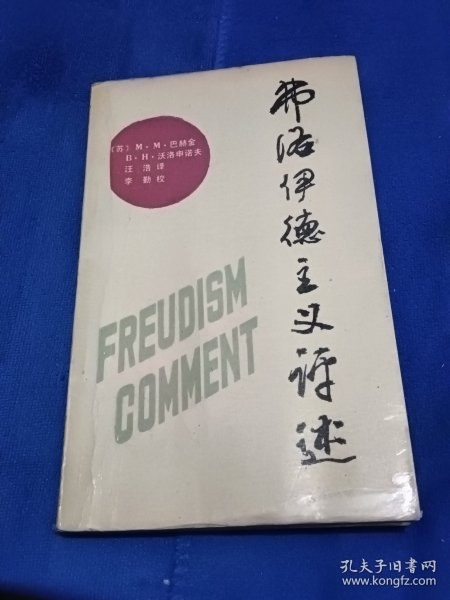 弗洛伊德主义评述
〔苏〕M·M·巴赫金
B·H·沃洛申诺夫
汪浩译
李勤校
FREUDISM
COMMENT
孔夫子旧书网
www.kongfz.com